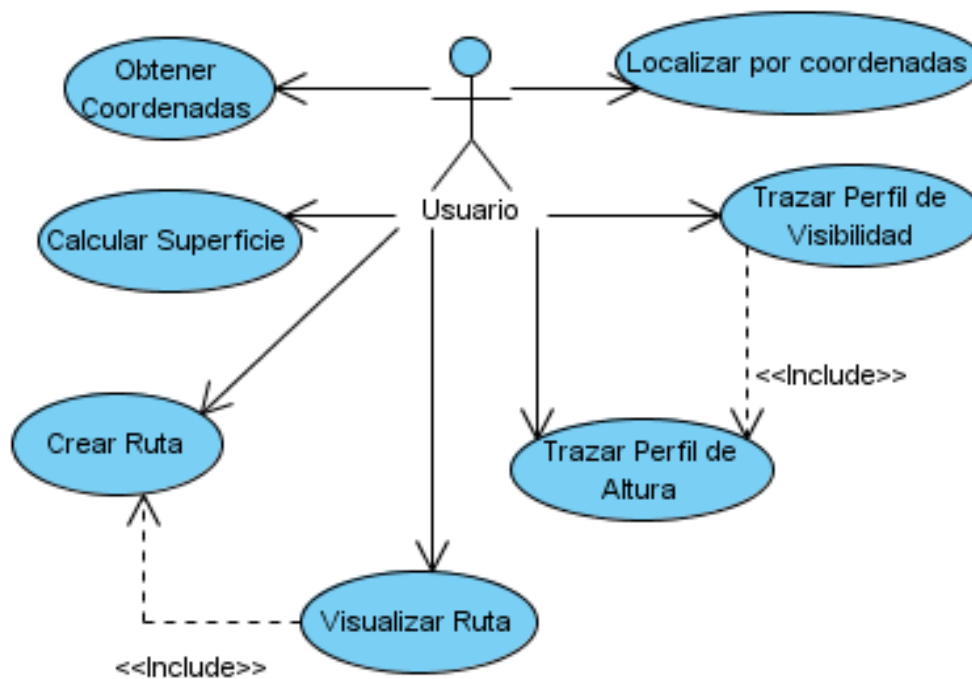 Obtener
Coordenadas
Localizar por coordenadas
Usuario
Calcular Superficie
Trazar Perfil de
Visibilidad
<<Include>>
Crear Ruta
Trazar Perfil de
Altura
Visualizar Ruta
<<Include>>